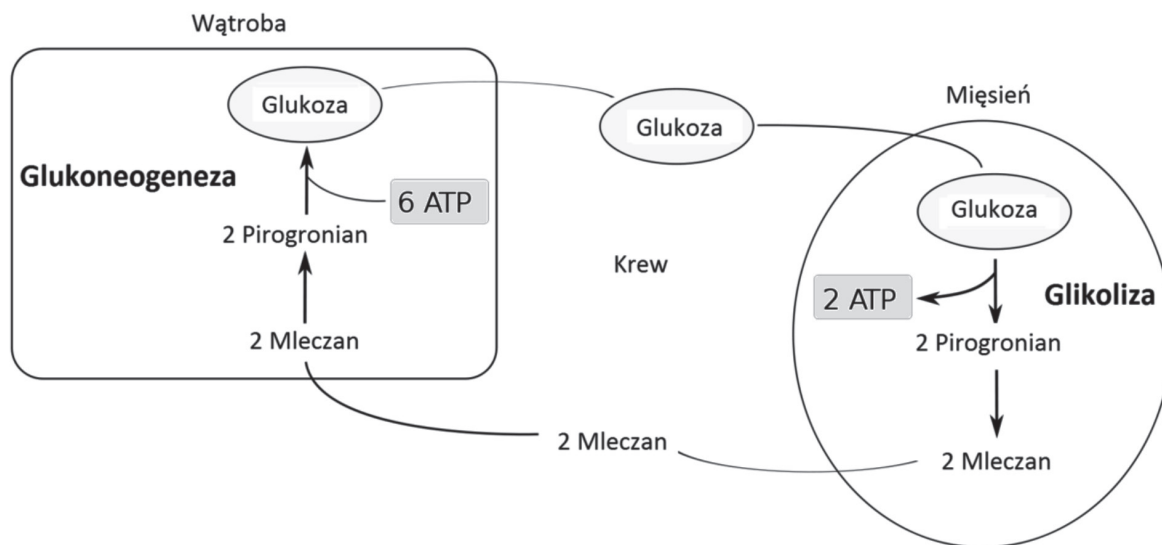 Wątroba
Glukoza
Glukoneogeneza
6 ATP
2 Pirogronian
2 Mleczan
Glukoza
Krew
2 Mleczan
Mięsień
Glukoza
2 ATP
Glikoliza
2 Pirogronian
2 Mleczan